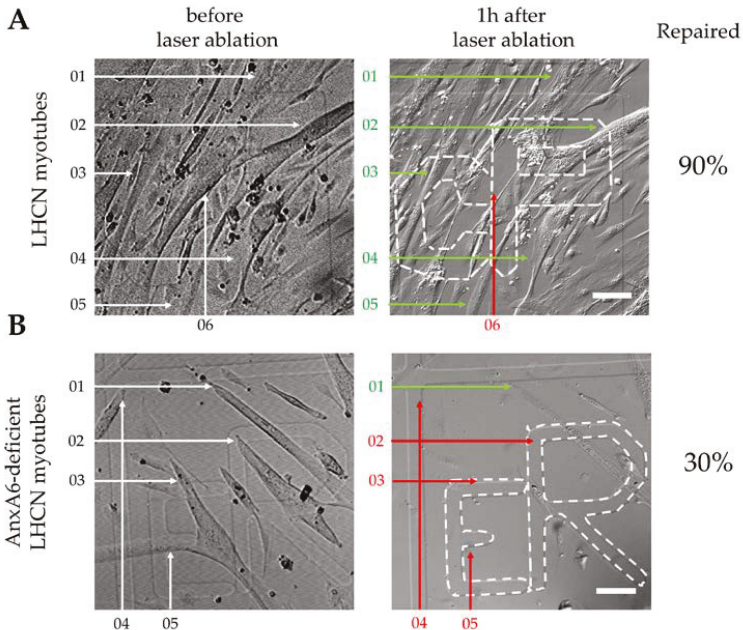 before
laser ablation
1h after
laser ablation
Repaired
A
LHCN myotubes
01
02
03
04
05
06
01
02
03
04
05
06
90%
B
AnxA6-deficient
LHCN myotubes
01
02
03
04
05
01
02
03
04
05
30%